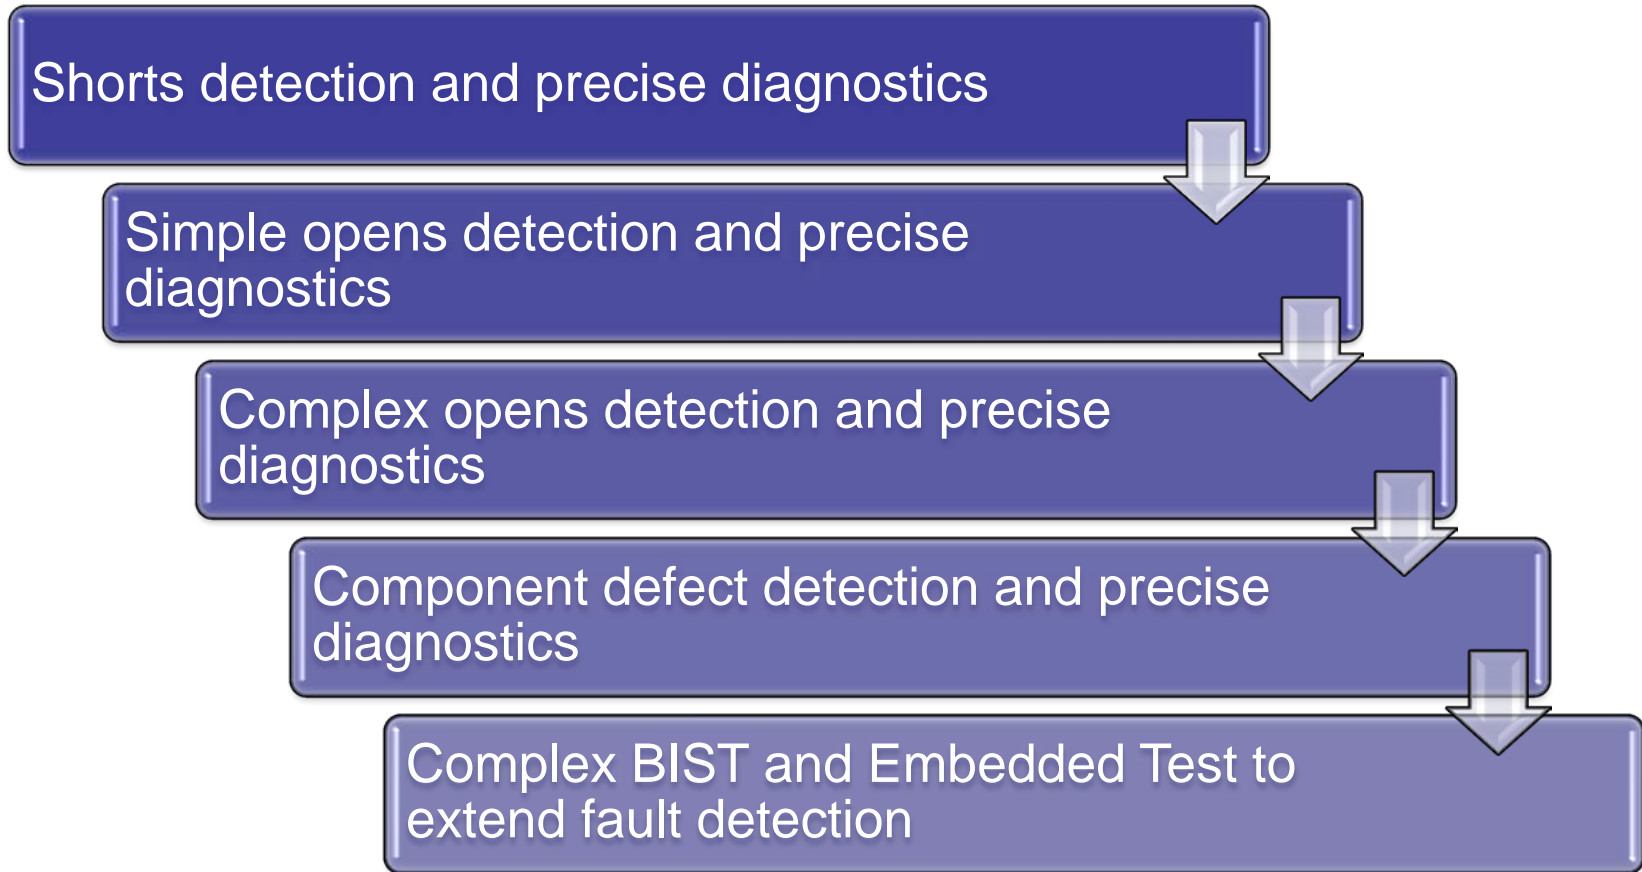 Shorts detection and precise diagnostics
Simple opens detection and precise
diagnostics
Complex opens detection and precise
diagnostics
Component defect detection and precise
diagnostics
Complex BIST and Embedded Test to
extend fault detection